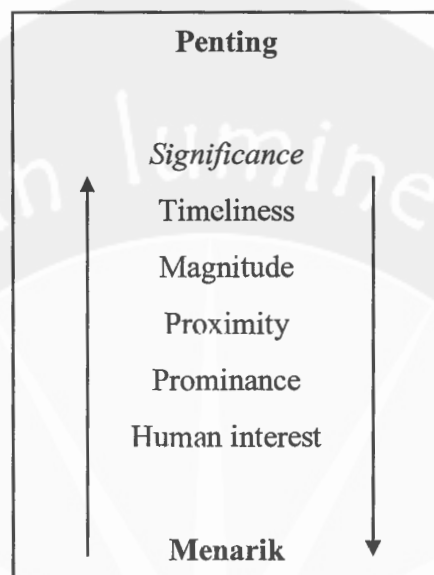 Penting
Significance
Timeliness
Magnitude
Proximity
Prominance
Human interest
Menarik